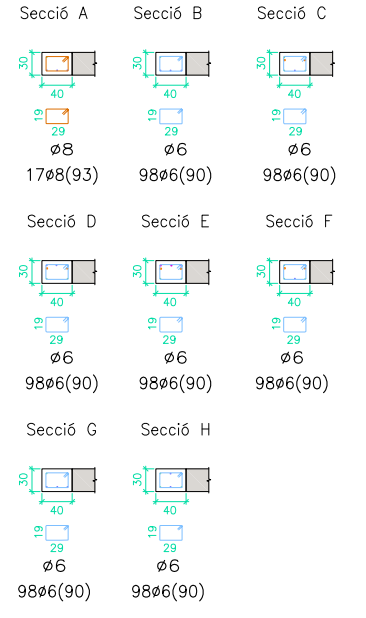 Secció A
Secció B
Secció C
30
40
30
40
30
40
19
29
19
29
19
29
ø8
ø6
ø6
17ø8(93)
98ø6(90)
98ø6(90)
Secció D
Secció E
Secció F
30
40
30
40
30
40
19
29
19
29
19
29
ø6
ø6
ø6
98ø6(90)
98ø6(90)
98ø6(90)
Secció G
Secció H
30
40
30
40
19
29
19
29
ø6
ø6
98ø6(90)
98ø6(90)